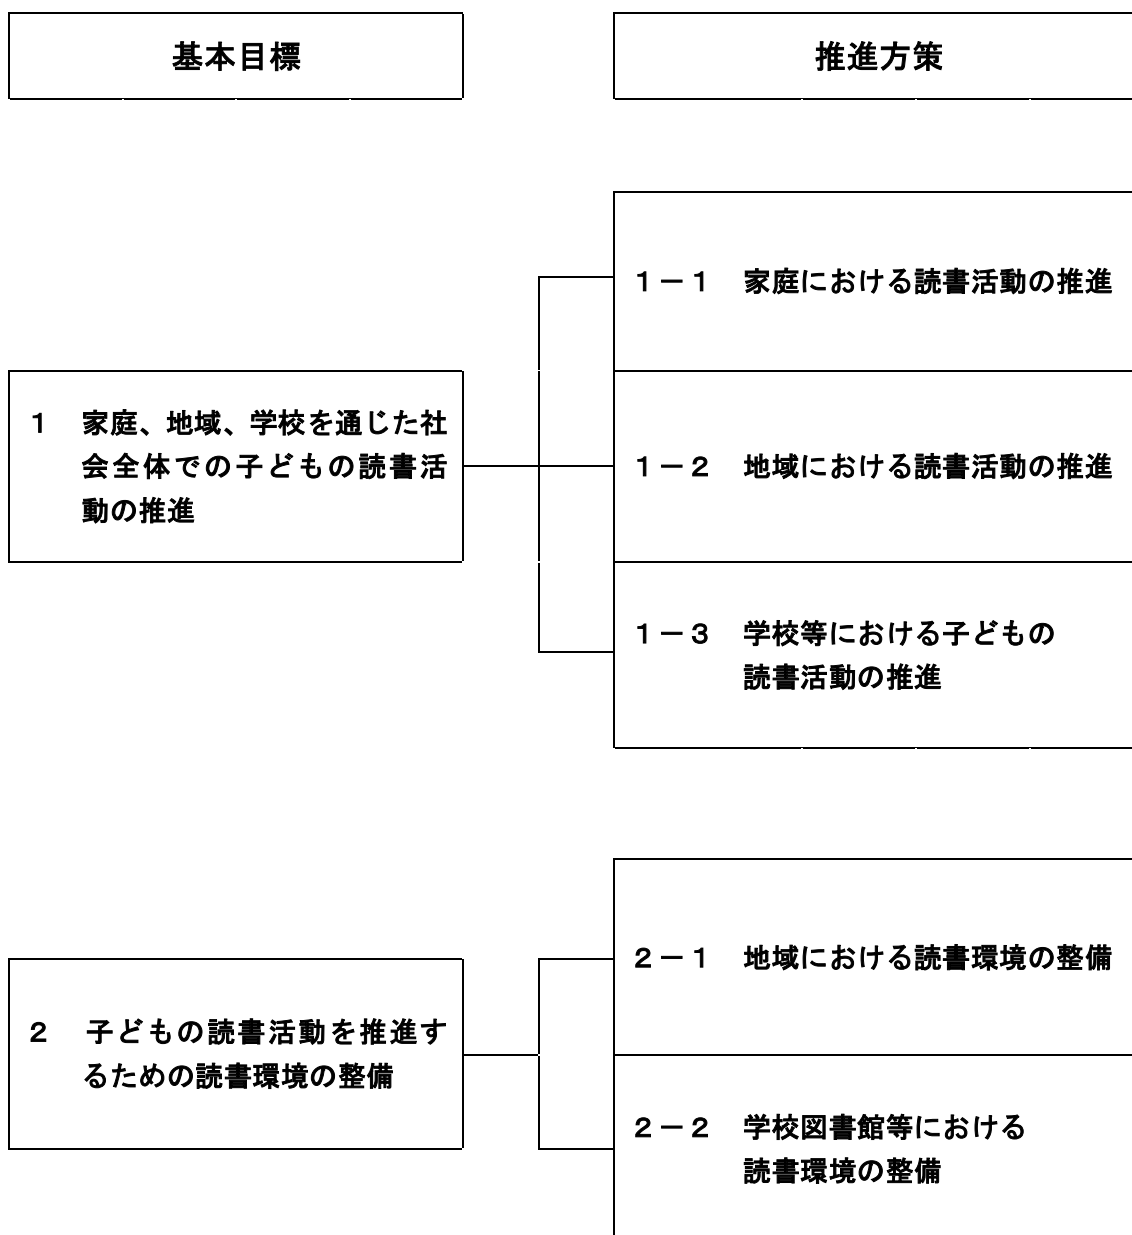 基本目標
推進方策
1－1　家庭における読書活動の推進
1　家庭、地域、学校を通じた社
会全体での子どもの読書活
動の推進
1－2　地域における読書活動の推進
1－3　学校等における子どもの
読書活動の推進
2－1　地域における読書環境の整備
2　子どもの読書活動を推進す
るための読書環境の整備
2－2　学校図書館等における
読書環境の整備